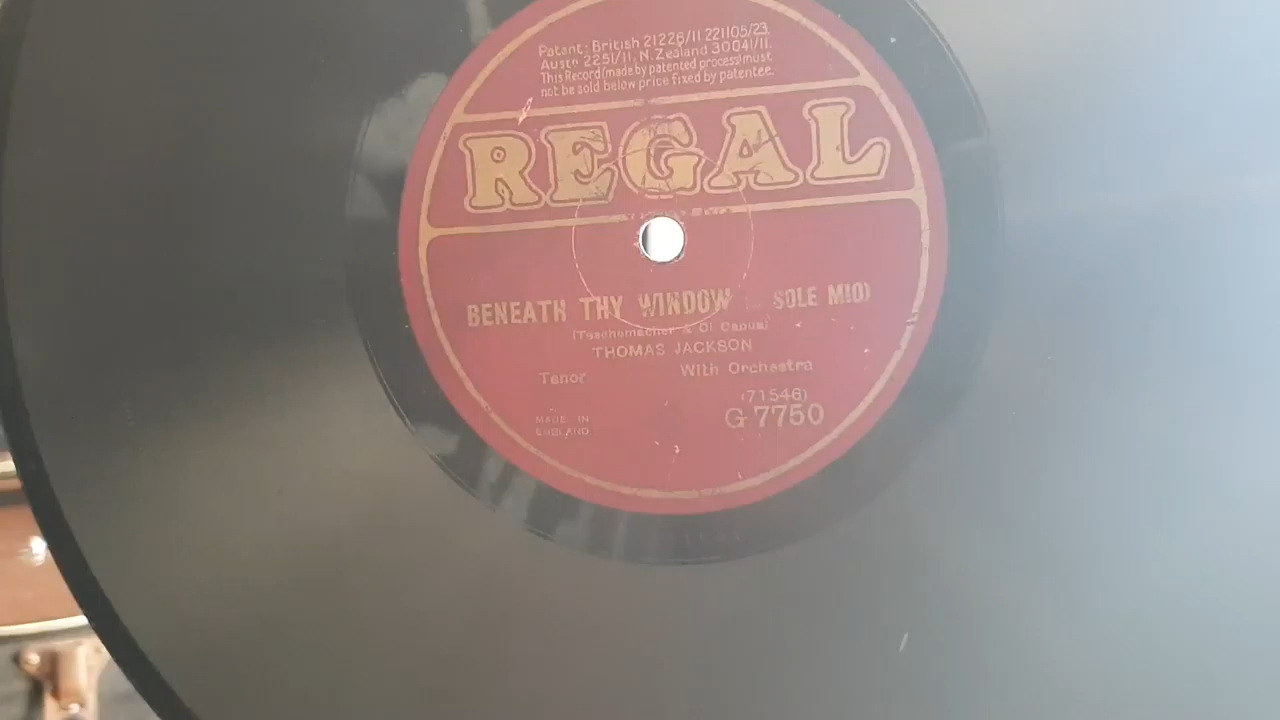 Patent: British 21226/11 221105/23.
Austn 2251/11. N. Zealand 30041/11.
This Record (made by patented process) must
not be sold below price fixed by patentee.
REGAL
BENEATH THY WINDOW SOLE MIO)
(Teschemacher & Di Capua)
THOMAS JACKSON
Tenor With Orchestra
(71546)
G 7750
MADE IN
ENGLAND